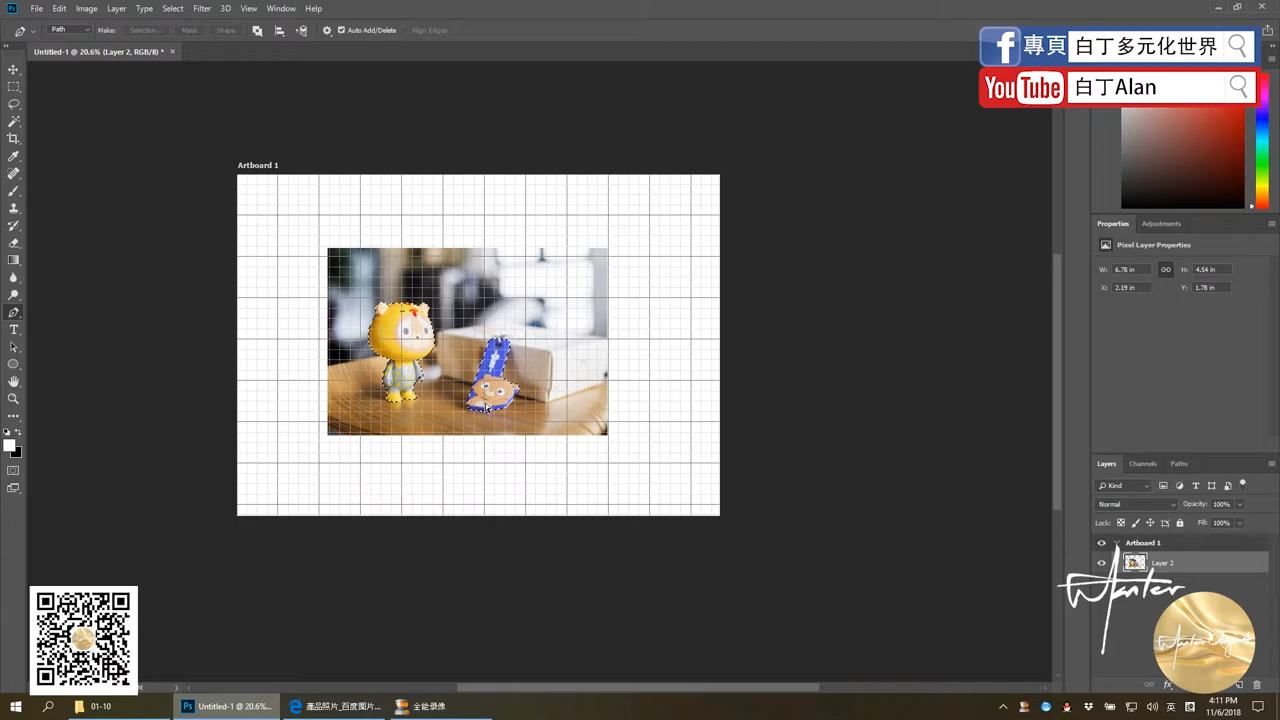 File Edit Image Layer Type Select Filter 3D View Window Help
Path Make: Selection... Mask Shape Auto Add/Delete Align Edges
Untitled-1 @ 20.6% (Layer 2, RGB/8) *
專頁 白丁多元化世界
YouTube 白丁Alan
Artboard 1
Properties Adjustments
Pixel Layer Properties
W: 6.78 in H: 4.54 in
X: 2.19 in Y: 1.78 in
Layers Channels Paths
Kind
Normal Opacity: 100%
Lock: Fill: 100%
Artboard 1
Layer 2
01-10
Untitled-1 @ 20.6%...
產品照片_百度图片...
全能录像
4:11 PM
11/6/2018